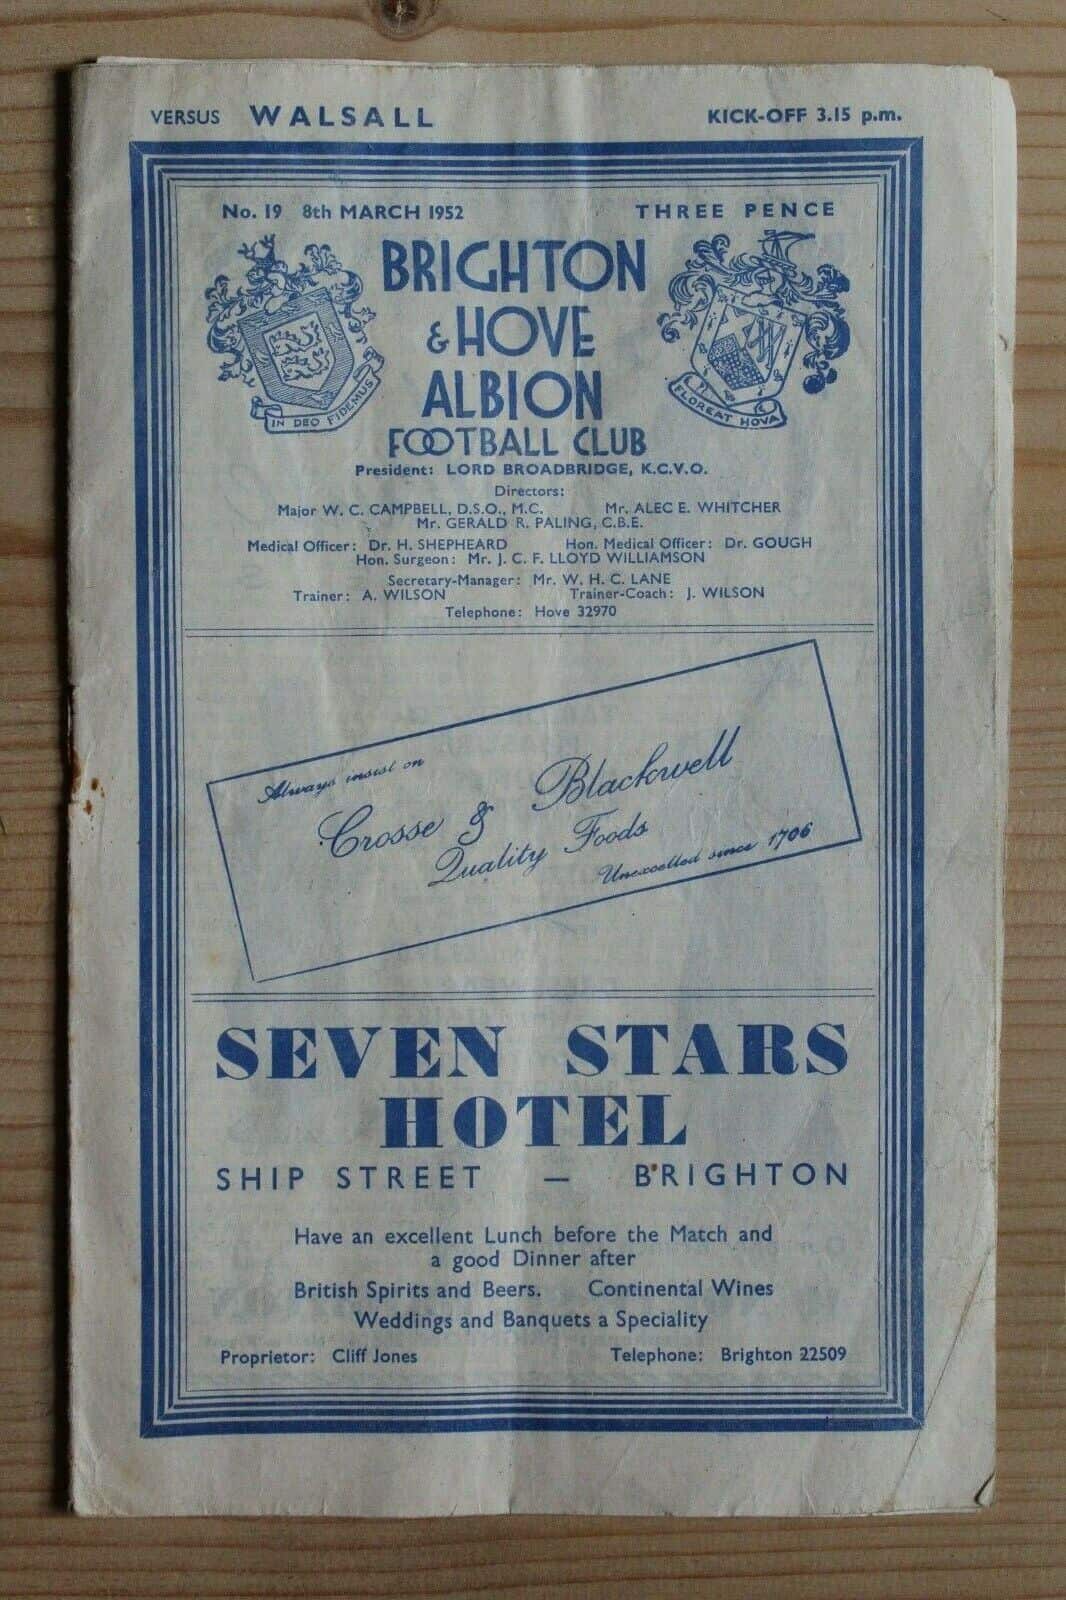 VERSUS WALSALL KICK-OFF 3.15 p.m.
No. 19 8th MARCH 1952 THREE PENCE
BRIGHTON
& HOVE
ALBION
FOOTBALL CLUB
IN DEO FIDEMUS
FLOREAT HOVA
President: LORD BROADBRIDGE, K.C.V.O.
Directors:
Major W. C. CAMPBELL, D.S.O., M.C. Mr. ALEC E. WHITCHER
Mr. GERALD R. PALING, C.B.E.
Medical Officer: Dr. H. SHEPHEARD Hon. Medical Officer: Dr. GOUGH
Hon. Surgeon: Mr. J. C. F. LLOYD WILLIAMSON
Secretary-Manager: Mr. W. H. C. LANE
Trainer: A. WILSON Trainer-Coach: J. WILSON
Telephone: Hove 32970
Always insist on
Crosse & Blackwell
Quality Foods
Unexcelled since 1706
SEVEN STARS
HOTEL
SHIP STREET — BRIGHTON
Have an excellent Lunch before the Match and
a good Dinner after
British Spirits and Beers. Continental Wines
Weddings and Banquets a Speciality
Proprietor: Cliff Jones Telephone: Brighton 22509